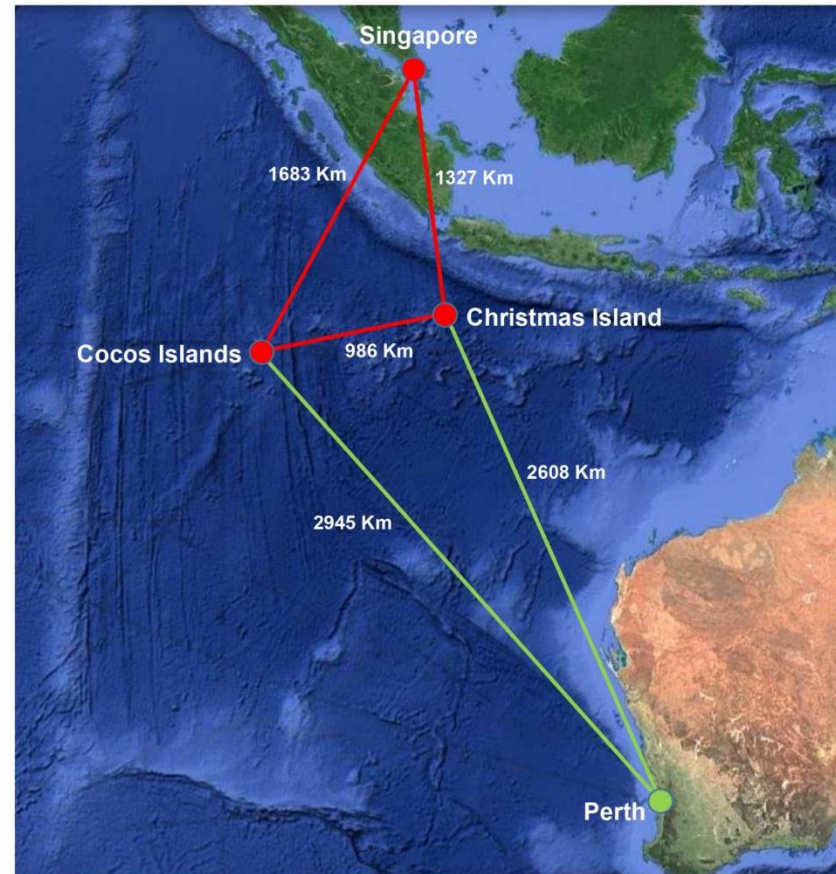 Singapore
1683 Km
1327 Km
Christmas Island
Cocos Islands
986 Km
2608 Km
2945 Km
Perth